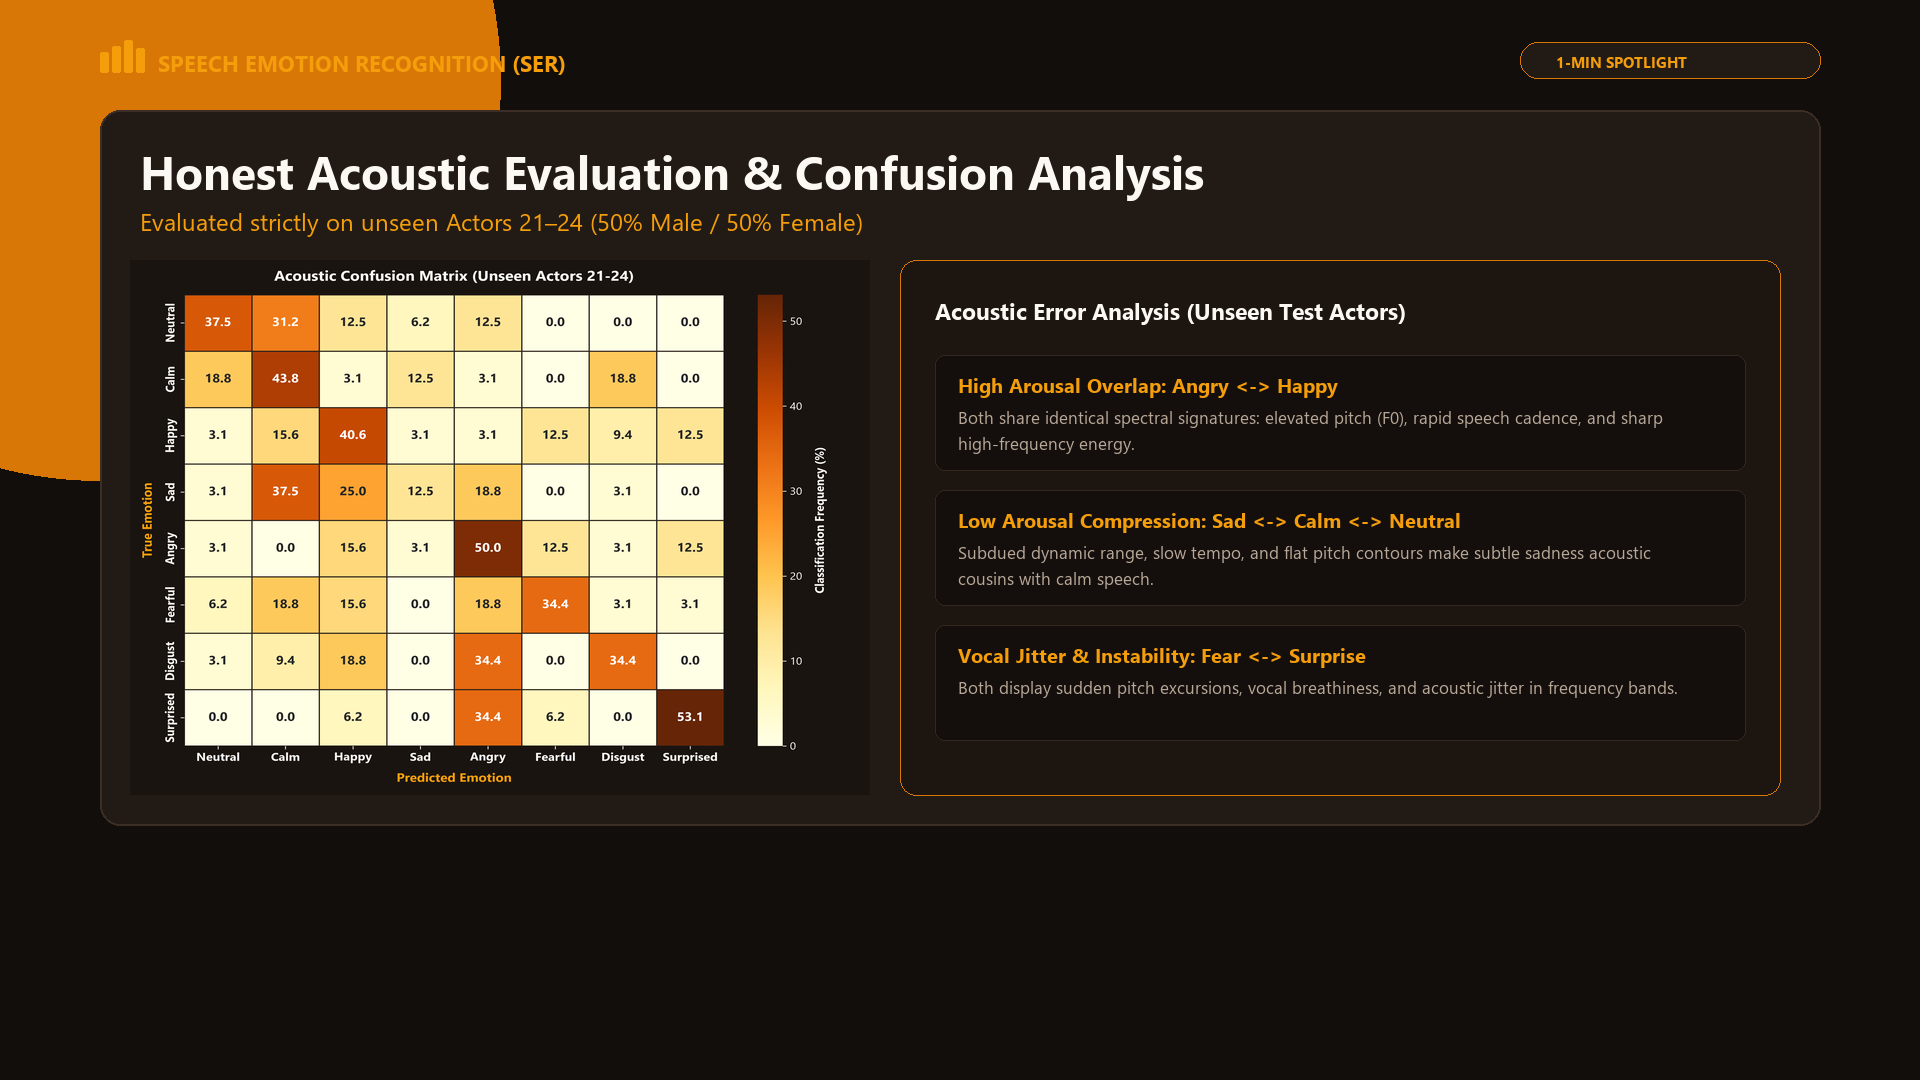 SPEECH EMOTION RECOGNITION (SER)
1-MIN SPOTLIGHT
Honest Acoustic Evaluation & Confusion Analysis
Evaluated strictly on unseen Actors 21–24 (50% Male / 50% Female)
Acoustic Confusion Matrix (Unseen Actors 21-24)
True Emotion
Neutral 37.5 31.2 12.5 6.2 12.5 0.0 0.0 0.0
Calm 18.8 43.8 3.1 12.5 3.1 0.0 18.8 0.0
Happy 3.1 15.6 40.6 3.1 3.1 12.5 9.4 12.5
Sad 3.1 37.5 25.0 12.5 18.8 0.0 3.1 0.0
Angry 3.1 0.0 15.6 3.1 50.0 12.5 3.1 12.5
Fearful 6.2 18.8 15.6 0.0 18.8 34.4 3.1 3.1
Disgust 3.1 9.4 18.8 0.0 34.4 0.0 34.4 0.0
Surprised 0.0 0.0 6.2 0.0 34.4 6.2 0.0 53.1
Neutral Calm Happy Sad Angry Fearful Disgust Surprised
Predicted Emotion
50
40
30
20
10
0
Classification Frequency (%)
Acoustic Error Analysis (Unseen Test Actors)
High Arousal Overlap: Angry <-> Happy
Both share identical spectral signatures: elevated pitch (F0), rapid speech cadence, and sharp
high-frequency energy.
Low Arousal Compression: Sad <-> Calm <-> Neutral
Subdued dynamic range, slow tempo, and flat pitch contours make subtle sadness acoustic
cousins with calm speech.
Vocal Jitter & Instability: Fear <-> Surprise
Both display sudden pitch excursions, vocal breathiness, and acoustic jitter in frequency bands.